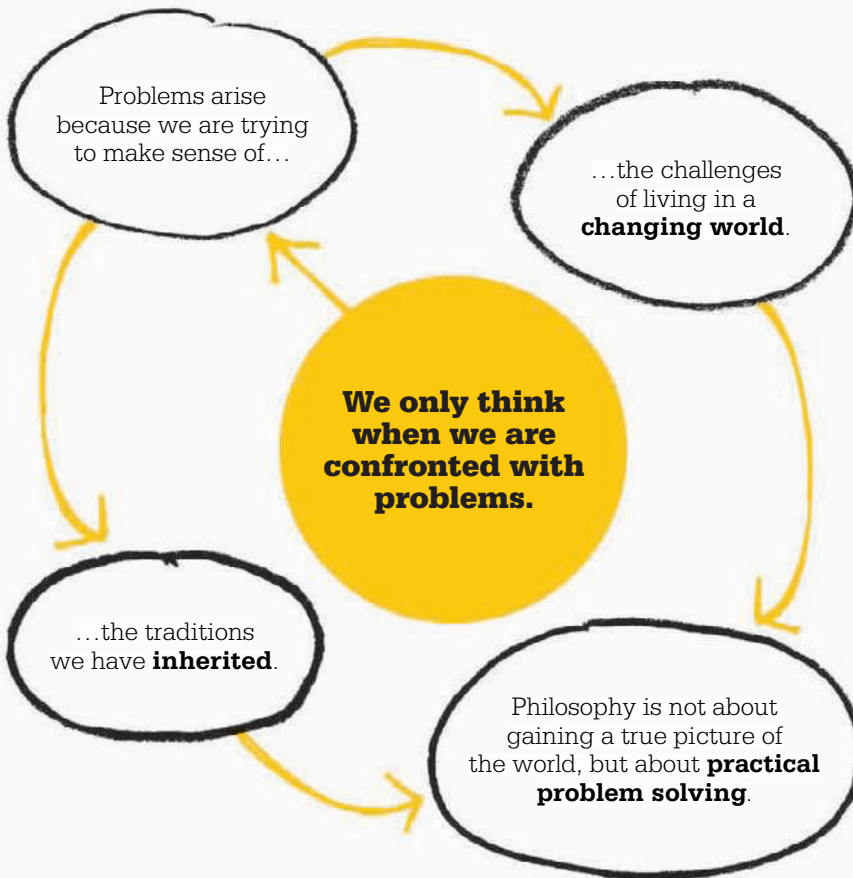 Problems arise
because we are trying
to make sense of…
…the challenges
of living in a
changing world.
We only think
when we are
confronted with
problems.
…the traditions
we have inherited.
Philosophy is not about
gaining a true picture of
the world, but about practical
problem solving.